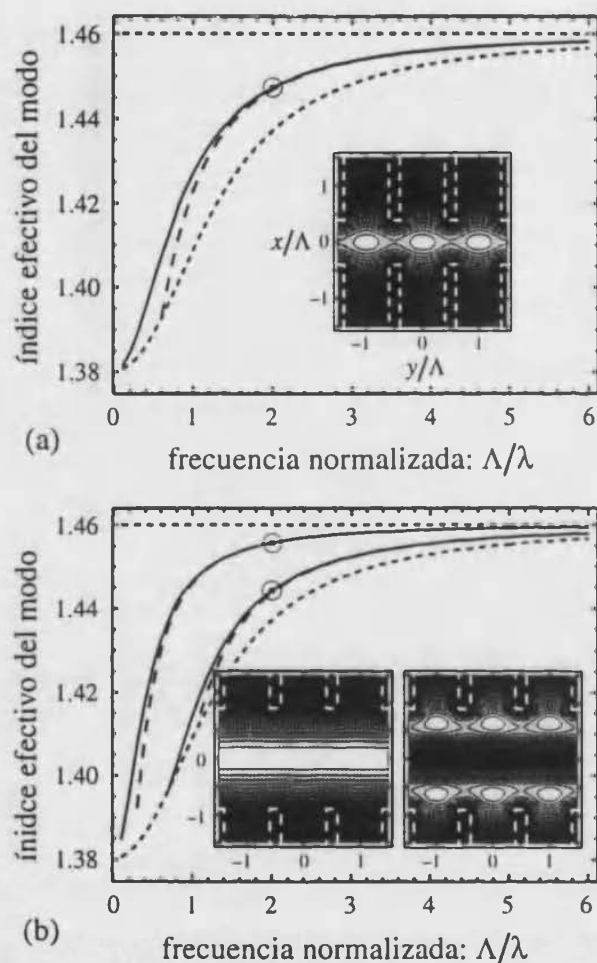 1.46
1.44
1.42
1.40
1.38
índice efectivo del modo
1
x/Λ 0
-1
-1 0 1
y/Λ
0 1 2 3 4 5 6
(a)
frecuencia normalizada: Λ/λ
1.46
1.44
1.42
1.40
1.38
ínidce efectivo del modo
1
0
-1
-1 0 1
-1 0 1
0 1 2 3 4 5 6
(b)
frecuencia normalizada: Λ/λ